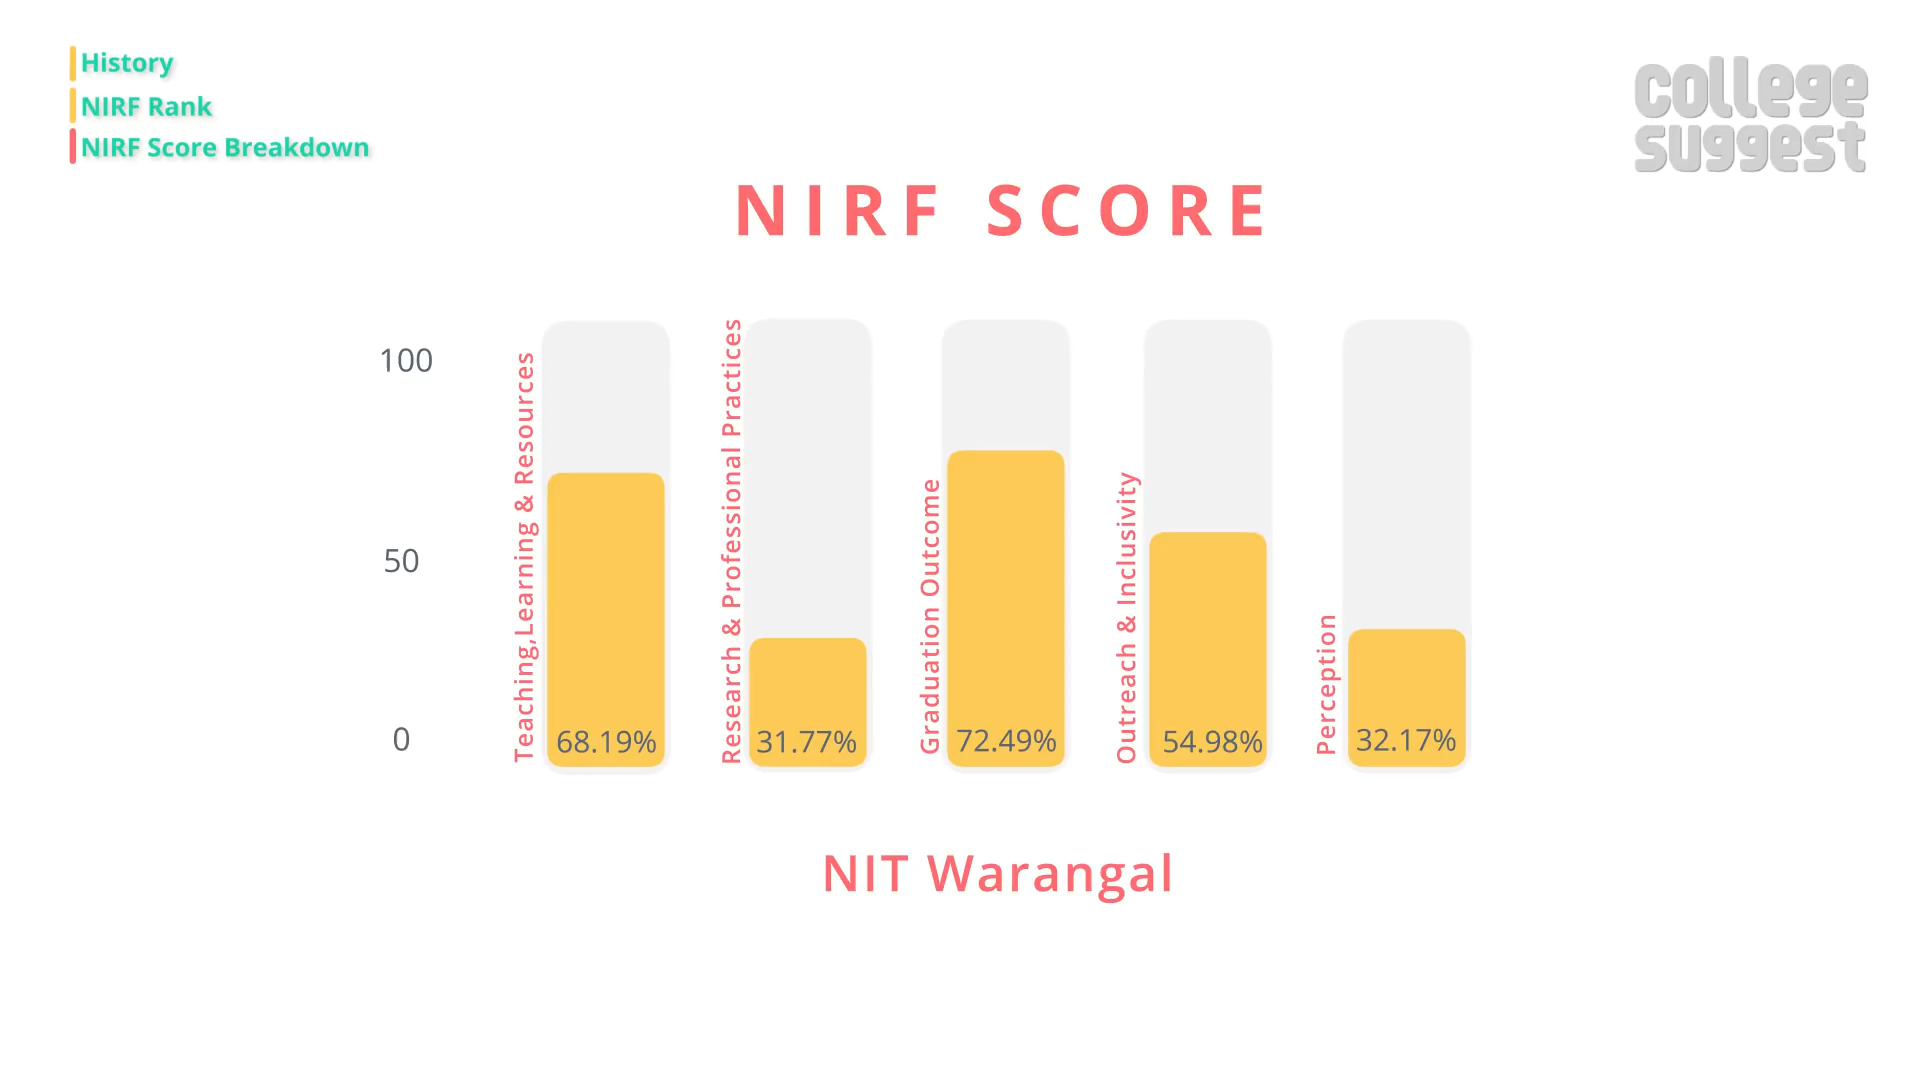 History
NIRF Rank
NIRF Score Breakdown
college
suggest
NIRF SCORE
100
50
0
Teaching,Learning & Resources
68.19%
Research & Professional Practices
31.77%
Graduation Outcome
72.49%
Outreach & Inclusivity
54.98%
Perception
32.17%
NIT Warangal